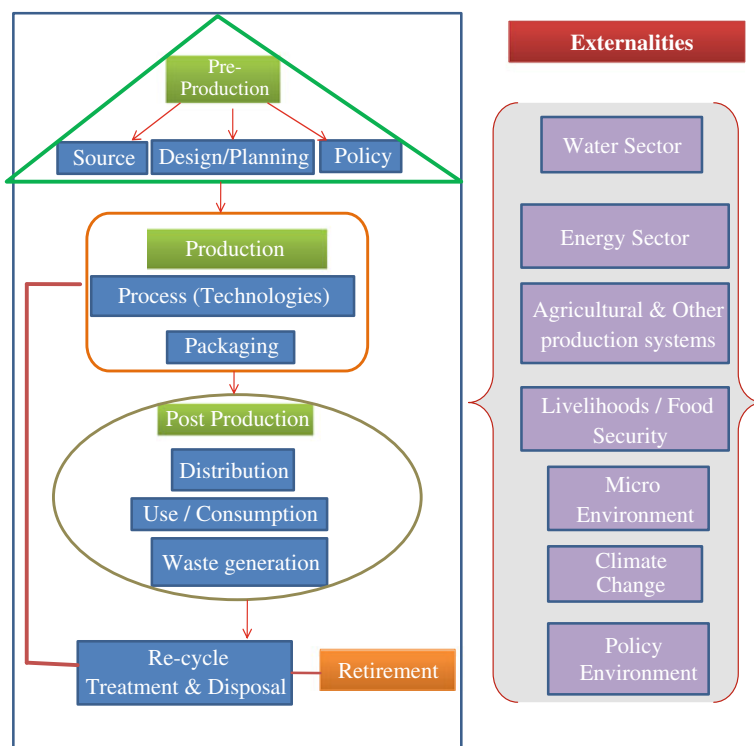 Pre-
Production
Source
Design/Planning
Policy
Production
Process (Technologies)
Packaging
Post Production
Distribution
Use / Consumption
Waste generation
Re-cycle
Treatment & Disposal
Retirement
Externalities
Water Sector
Energy Sector
Agricultural & Other
production systems
Livelihoods / Food
Security
Micro
Environment
Climate
Change
Policy
Environment